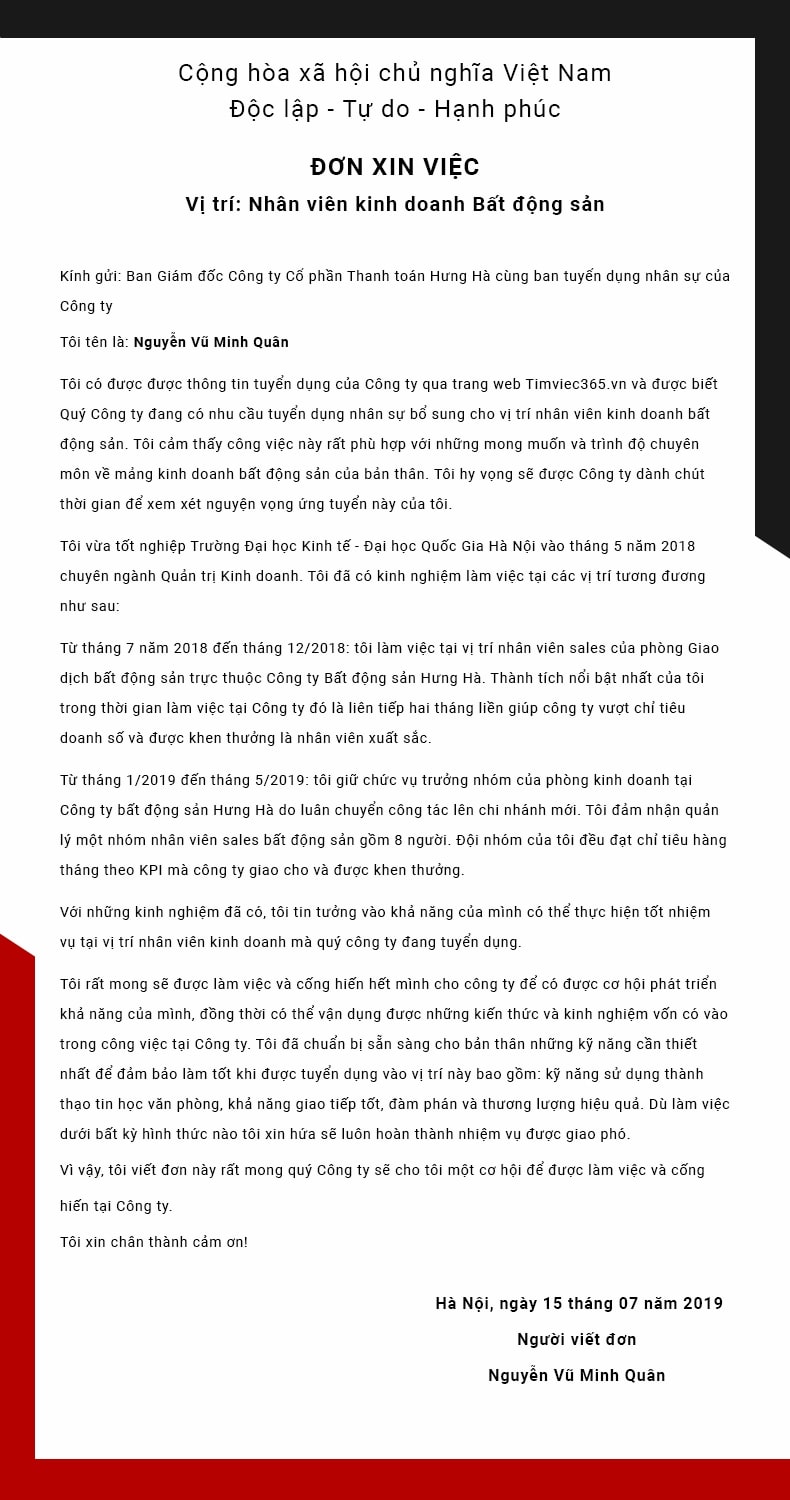 Cộng hòa xã hội chủ nghĩa Việt Nam
Độc lập - Tự do - Hạnh phúc
ĐƠN XIN VIỆC
Vị trí: Nhân viên kinh doanh Bất động sản
Kính gửi: Ban Giám đốc Công ty Cổ phần Thanh toán Hưng Hà cùng ban tuyển dụng nhân sự của
Công ty
Tôi tên là: Nguyễn Vũ Minh Quân
Tôi có được được thông tin tuyển dụng của Công ty qua trang web Timviec365.vn và được biết
Quý Công ty đang có nhu cầu tuyển dụng nhân sự bổ sung cho vị trí nhân viên kinh doanh bất
động sản. Tôi cảm thấy công việc này rất phù hợp với những mong muốn và trình độ chuyên
môn về mảng kinh doanh bất động sản của bản thân. Tôi hy vọng sẽ được Công ty dành chút
thời gian để xem xét nguyện vọng ứng tuyển này của tôi.
Tôi vừa tốt nghiệp Trường Đại học Kinh tế - Đại học Quốc Gia Hà Nội vào tháng 5 năm 2018
chuyên ngành Quản trị Kinh doanh. Tôi đã có kinh nghiệm làm việc tại các vị trí tương đương
như sau:
Từ tháng 7 năm 2018 đến tháng 12/2018: tôi làm việc tại vị trí nhân viên sales của phòng Giao
dịch bất động sản trực thuộc Công ty Bất động sản Hưng Hà. Thành tích nổi bật nhất của tôi
trong thời gian làm việc tại Công ty đó là liên tiếp hai tháng liền giúp công ty vượt chỉ tiêu
doanh số và được khen thưởng là nhân viên xuất sắc.
Từ tháng 1/2019 đến tháng 5/2019: tôi giữ chức vụ trưởng nhóm của phòng kinh doanh tại
Công ty bất động sản Hưng Hà do luân chuyển công tác lên chi nhánh mới. Tôi đảm nhận quản
lý một nhóm nhân viên sales bất động sản gồm 8 người. Đội nhóm của tôi đều đạt chỉ tiêu hàng
tháng theo KPI mà công ty giao cho và được khen thưởng.
Với những kinh nghiệm đã có, tôi tin tưởng vào khả năng của mình có thể thực hiện tốt nhiệm
vụ tại vị trí nhân viên kinh doanh mà quý công ty đang tuyển dụng.
Tôi rất mong sẽ được làm việc và cống hiến hết mình cho công ty để có được cơ hội phát triển
khả năng của mình, đồng thời có thể vận dụng được những kiến thức và kinh nghiệm vốn có vào
trong công việc tại Công ty. Tôi đã chuẩn bị sẵn sàng cho bản thân những kỹ năng cần thiết
nhất để đảm bảo làm tốt khi được tuyển dụng vào vị trí này bao gồm: kỹ năng sử dụng thành
thạo tin học văn phòng, khả năng giao tiếp tốt, đàm phán và thương lượng hiệu quả. Dù làm việc
dưới bất kỳ hình thức nào tôi xin hứa sẽ luôn hoàn thành nhiệm vụ được giao phó.
Vì vậy, tôi viết đơn này rất mong quý Công ty sẽ cho tôi một cơ hội để được làm việc và cống
hiến tại Công ty.
Tôi xin chân thành cảm ơn!
Hà Nội, ngày 15 tháng 07 năm 2019
Người viết đơn
Nguyễn Vũ Minh Quân